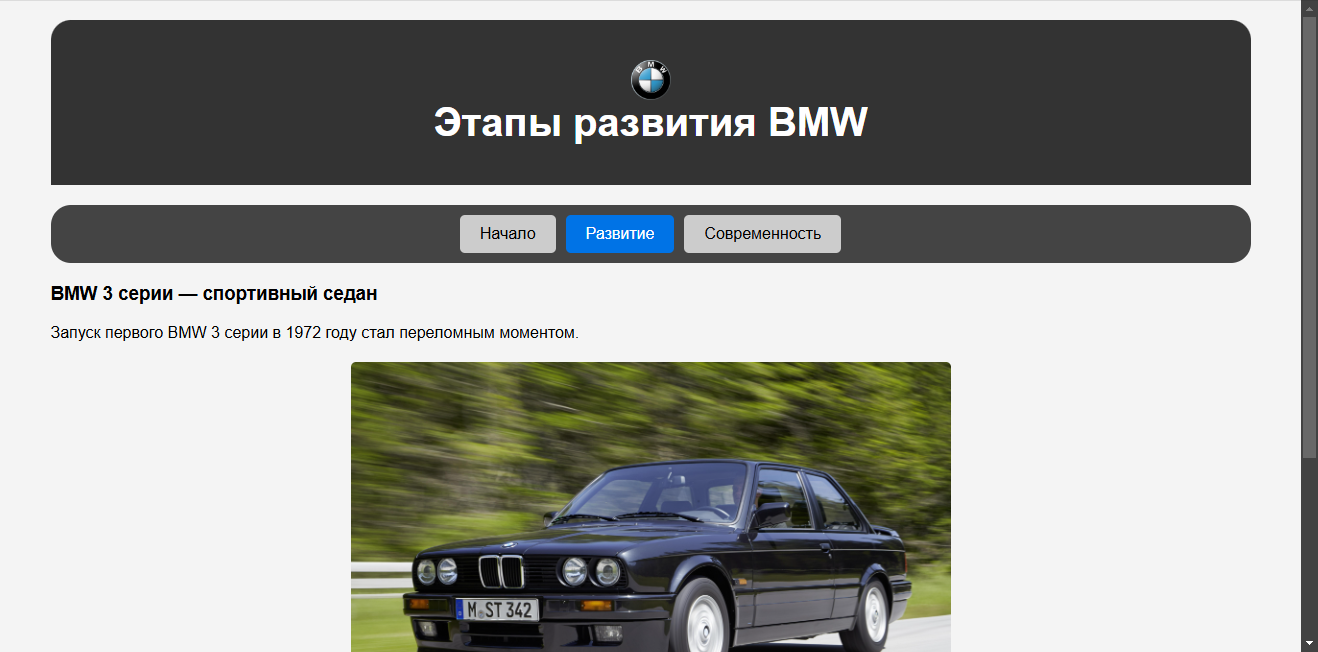 BMW
Этапы развития BMW
Начало
Развитие
Современность
BMW 3 серии — спортивный седан
Запуск первого BMW 3 серии в 1972 году стал переломным моментом.
M ST 342